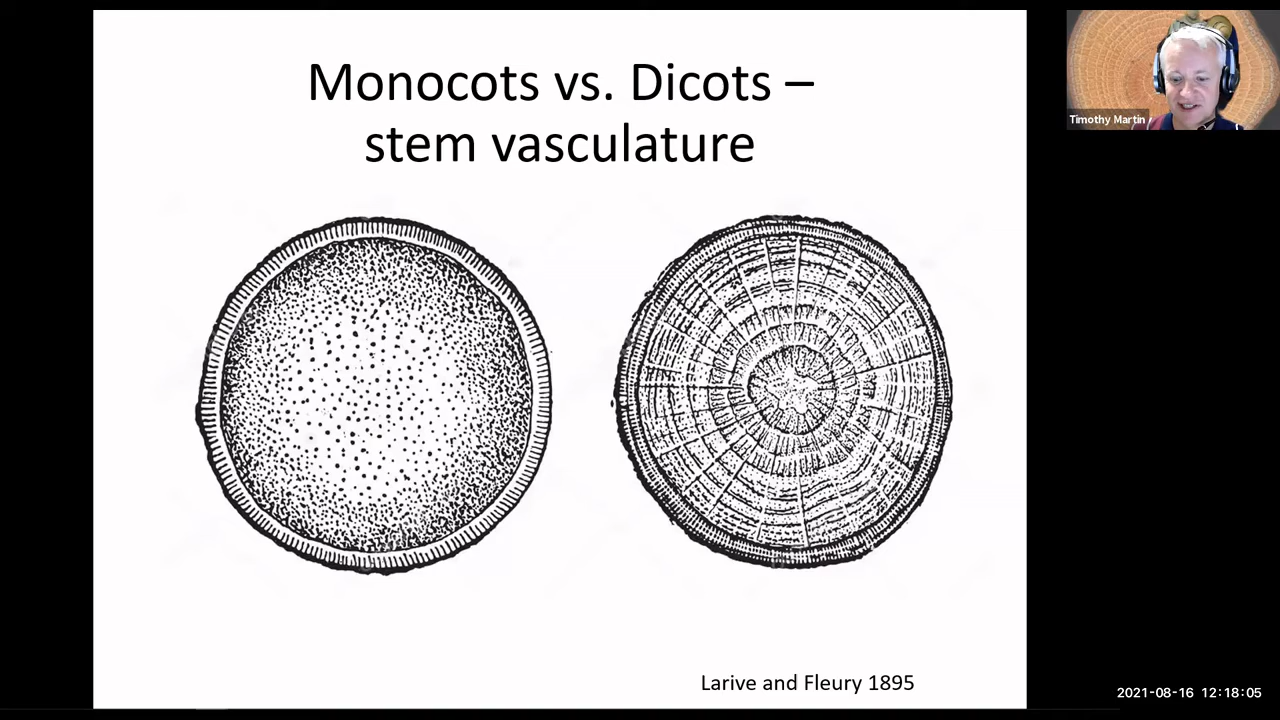 Monocots vs. Dicots –
stem vasculature
Timothy Martin
Larive and Fleury 1895
2021-08-16 12:18:05